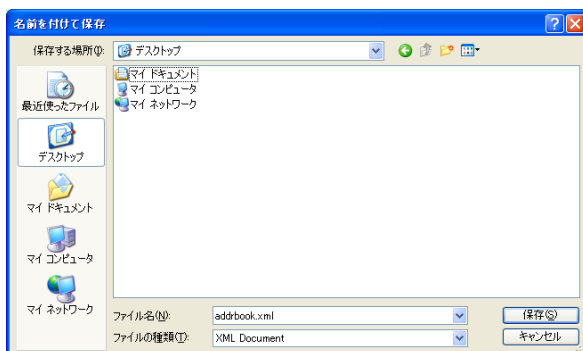 名前を付けて保存
保存する場所(I):
デスクトップ
マイ ドキュメント
マイ コンピュータ
マイ ネットワーク
最近使ったファイル
デスクトップ
マイ ドキュメント
マイ コンピュータ
マイ ネットワーク
ファイル名(N):
addrbook.xml
保存(S)
ファイルの種類(T):
XML Document
キャンセル